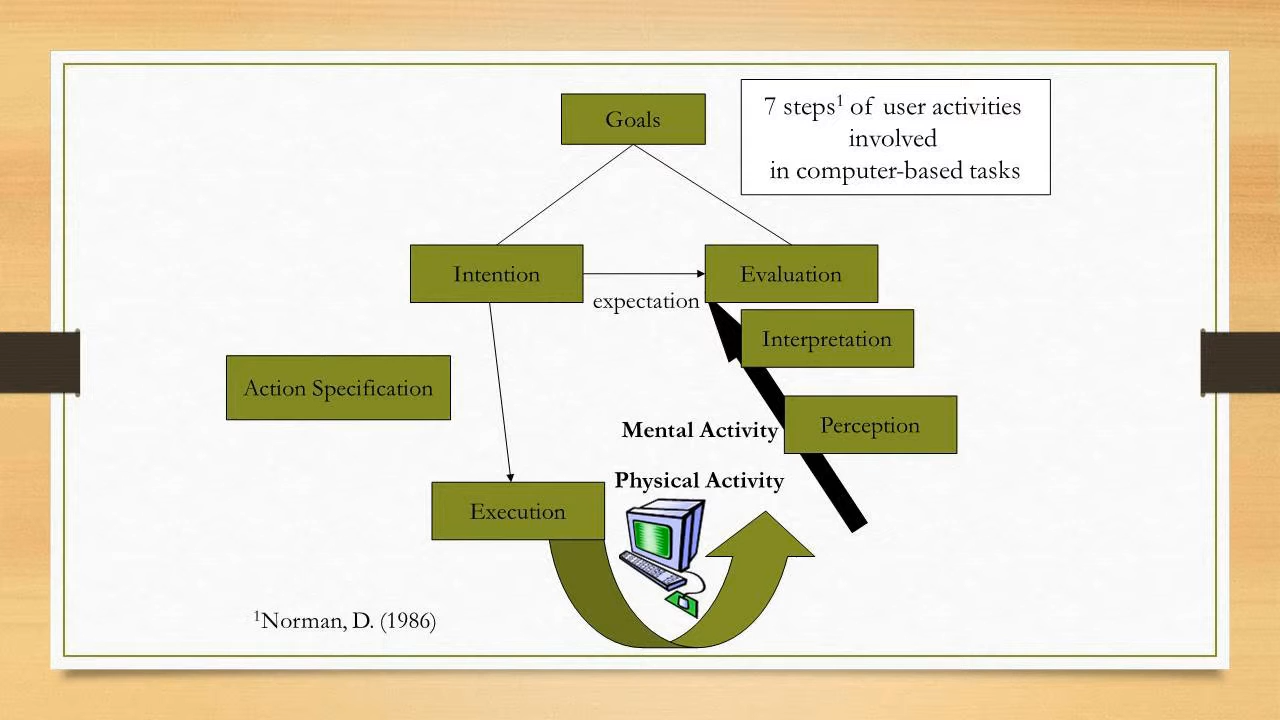 Goals
7 steps¹ of user activities
involved
in computer-based tasks
Intention
Evaluation
expectation
Interpretation
Action Specification
Perception
Mental Activity
Physical Activity
Execution
¹Norman, D. (1986)